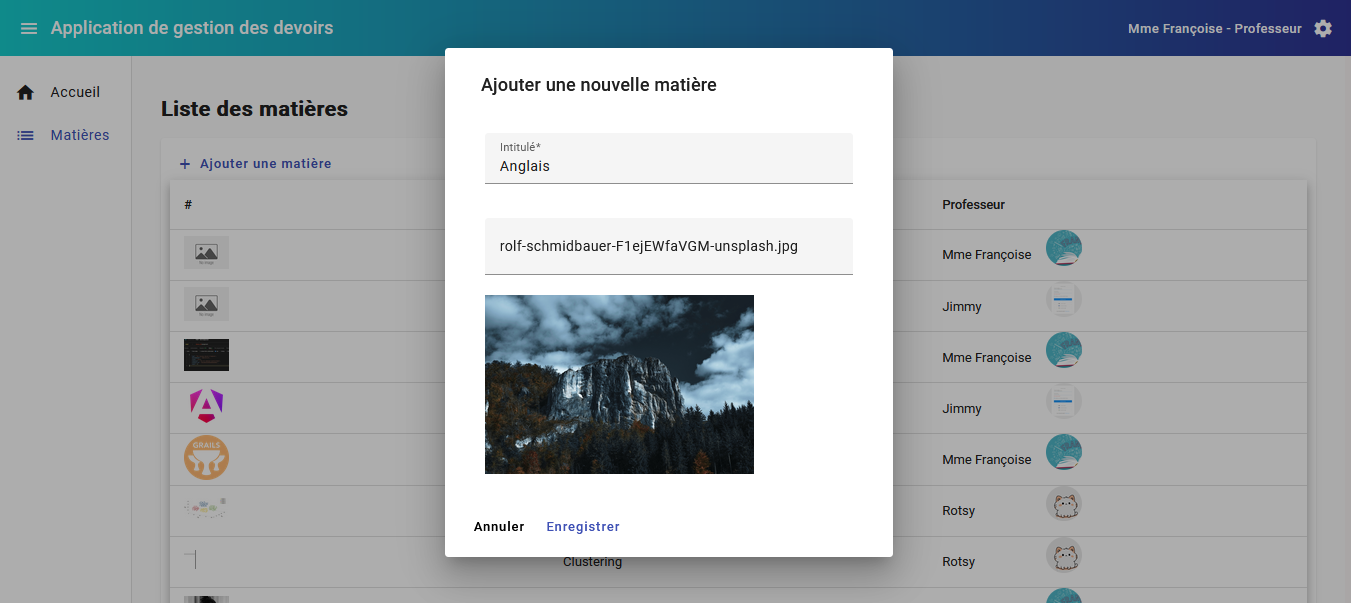 Application de gestion des devoirs
Mme Françoise - Professeur
Accueil
Matières
Liste des matières
+ Ajouter une matière
Ajouter une nouvelle matière
Intitulé*
Anglais
rolf-schmidbauer-F1ejEWfaVGM-unsplash.jpg
Annuler Enregistrer
# Professeur
Mme Françoise
Jimmy
Mme Françoise
Jimmy
GRAILS Mme Françoise
Rotsy
Clustering Rotsy